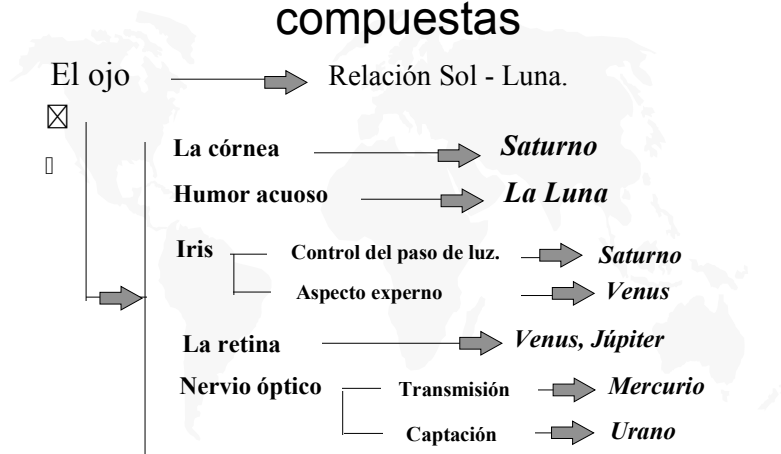 compuestas
El ojo Relación Sol - Luna.
La córnea Saturno
Humor acuoso La Luna
Iris Control del paso de luz. Saturno
Aspecto experno Venus
La retina Venus, Júpiter
Nervio óptico Transmisión Mercurio
Captación Urano